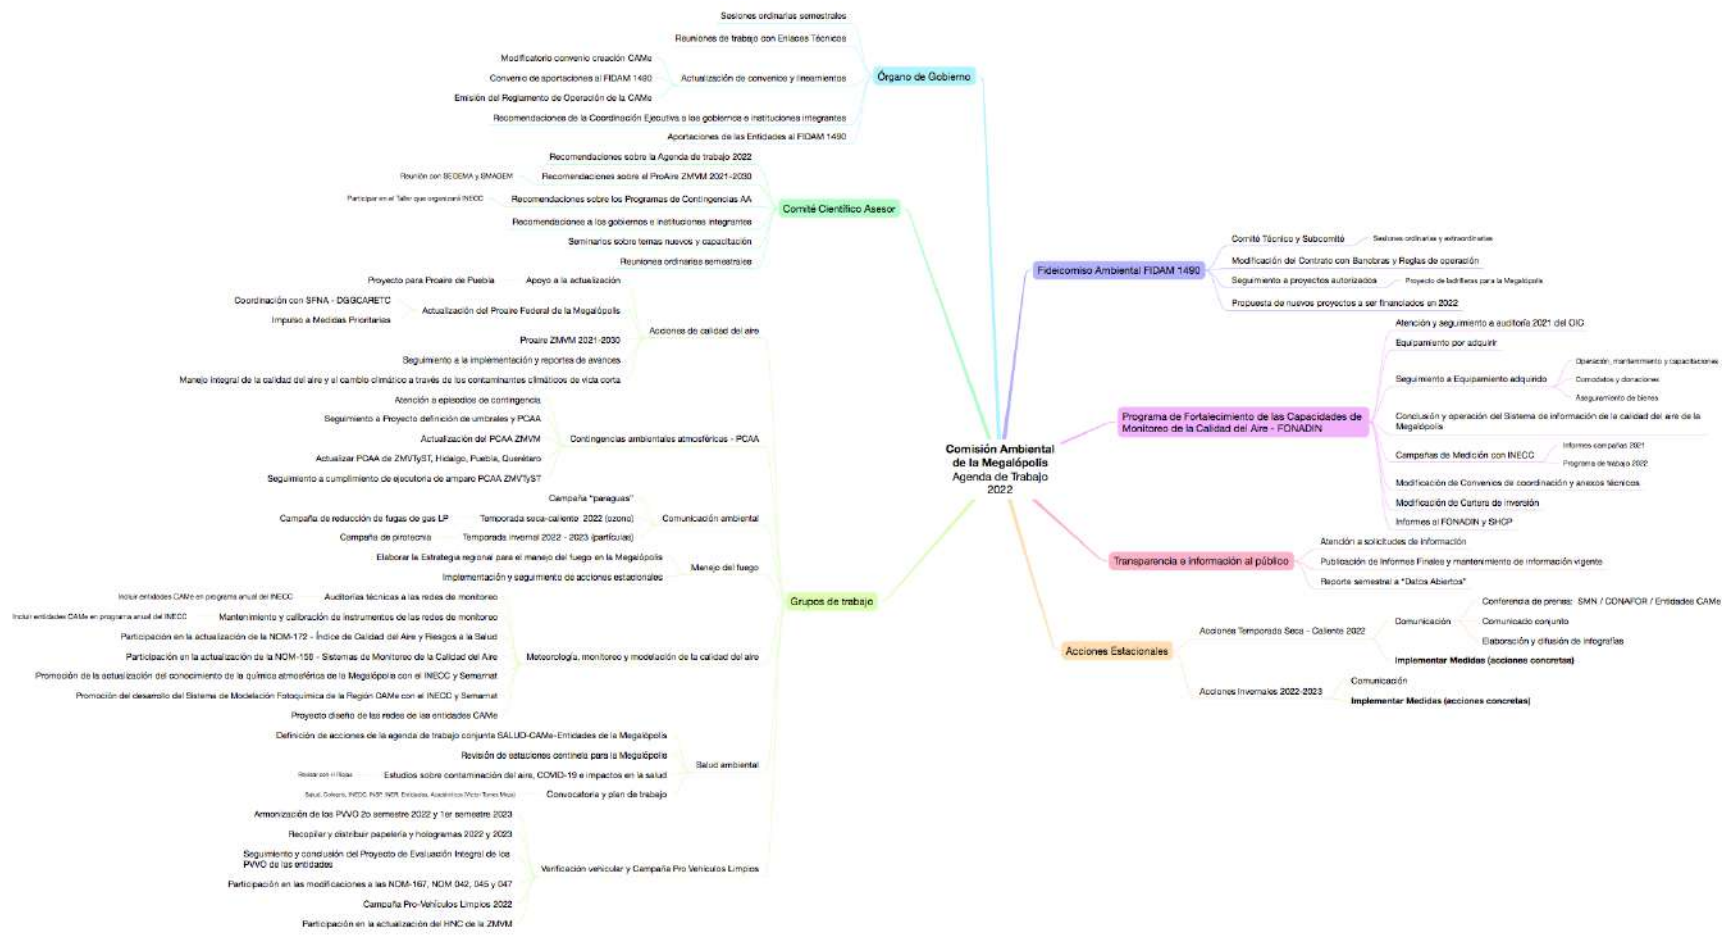 Comisión Ambiental
de la Megalópolis
Agenda de Trabajo
2022
Órgano de Gobierno
Sesiones ordinarias semestrales
Reuniones de trabajo con Enlaces Técnicos
Actualización de convenios y lineamientos
Modificatorio convenio creación CAMe
Convenio de aportaciones al FIDAM 1490
Emisión del Reglamento de Operación de la CAMe
Recomendaciones de la Coordinación Ejecutiva a los gobiernos e instituciones integrantes
Aportaciones de las Entidades al FIDAM 1490
Comité Científico Asesor
Recomendaciones sobre la Agenda de trabajo 2022
Recomendaciones sobre el ProAire ZMVM 2021-2030
Reunión con SEDEMA y SMAGEM
Recomendaciones sobre los Programas de Contingencias AA
Participar en el Taller que organizará INECC
Recomendaciones a los gobiernos e instituciones integrantes
Seminarios sobre temas nuevos y capacitación
Reuniones ordinarias semestrales
Grupos de trabajo
Acciones de calidad del aire
Apoyo a la actualización
Proyecto para Proaire de Puebla
Actualización del Proaire Federal de la Megalópolis
Coordinación con SFNA - DGGCARETC
Impulso a Medidas Prioritarias
Proaire ZMVM 2021-2030
Seguimiento a la implementación y reportes de avances
Manejo integral de la calidad del aire y el cambio climático a través de los contaminantes climáticos de vida corta
Contingencias ambientales atmosféricas - PCAA
Atención a episodios de contingencia
Seguimiento a Proyecto definición de umbrales y PCAA
Actualización del PCAA ZMVM
Actualizar PCAA de ZMVTyST, Hidalgo, Puebla, Querétaro
Seguimiento a cumplimiento de ejecutoria de amparo PCAA ZMVTyST
Comunicación ambiental
Campaña "paraguas"
Temporada seca-caliente 2022 (ozono)
Campaña de reducción de fugas de gas LP
Temporada invernal 2022 - 2023 (partículas)
Campaña de pirotecnia
Manejo del fuego
Elaborar la Estrategia regional para el manejo del fuego en la Megalópolis
Implementación y seguimiento de acciones estacionales
Meteorología, monitoreo y modelación de la calidad del aire
Auditorías técnicas a las redes de monitoreo
Incluir entidades CAMe en programa anual del INECC
Mantenimiento y calibración de instrumentos de las redes de monitoreo
Incluir entidades CAMe en programa anual del INECC
Participación en la actualización de la NOM-172 - Índice de Calidad del Aire y Riesgos a la Salud
Participación en la actualización de la NOM-156 - Sistemas de Monitoreo de la Calidad del Aire
Promoción de la actualización del conocimiento de la química atmosférica de la Megalópolis con el INECC y Semarnat
Promoción del desarrollo del Sistema de Modelación Fotoquímica de la Región CAMe con el INECC y Semarnat
Proyecto diseño de las redes de las entidades CAMe
Salud ambiental
Definición de acciones de la agenda de trabajo conjunta SALUD-CAMe-Entidades de la Megalópolis
Revisión de estaciones centinela para la Megalópolis
Estudios sobre contaminación del aire, COVID-19 e impactos en la salud
Convocatoria y plan de trabajo
Verificación vehicular y Campaña Pro Vehículos Limpios
Armonización de los PVVO 2o semestre 2022 y 1er semestre 2023
Recopilar y distribuir papelería y hologramas 2022 y 2023
Seguimiento y conclusión del Proyecto de Evaluación Integral de los
PVVO de las entidades
Participación en las modificaciones a las NOM-167, NOM 042, 045 y 047
Campaña Pro-Vehículos Limpios 2022
Participación en la actualización del HNC de la ZMVM
Fideicomiso Ambiental FIDAM 1490
Comité Técnico y Subcomité
Sesiones ordinarias y extraordinarias
Modificación del Contrato con Banobras y Reglas de operación
Seguimiento a proyectos autorizados
Proyecto de ladrilleras para la Megalópolis
Propuesta de nuevos proyectos a ser financiados en 2022
Programa de Fortalecimiento de las Capacidades de
Monitoreo de la Calidad del Aire - FONADIN
Atención y seguimiento a auditoría 2021 del OIC
Equipamiento por adquirir
Seguimiento a Equipamiento adquirido
Operación, mantenimiento y capacitaciones
Comodatos y donaciones
Aseguramiento de bienes
Conclusión y operación del Sistema de información de la calidad del aire de la
Megalópolis
Campañas de Medición con INECC
Informes campañas 2021
Programa de trabajo 2022
Modificación de Convenios de coordinación y anexos técnicos
Modificación de Cartera de Inversión
Informes al FONADIN y SHCP
Transparencia e información al público
Atención a solicitudes de información
Publicación de Informes Finales y mantenimiento de información vigente
Reporte semestral a "Datos Abiertos"
Acciones Estacionales
Acciones Temporada Seca - Caliente 2022
Comunicación
Conferencia de prensa: SMN / CONAFOR / Entidades CAMe
Comunicado conjunto
Elaboración y difusión de infografías
Implementar Medidas (acciones concretas)
Acciones Invernales 2022-2023
Comunicación
Implementar Medidas (acciones concretas)